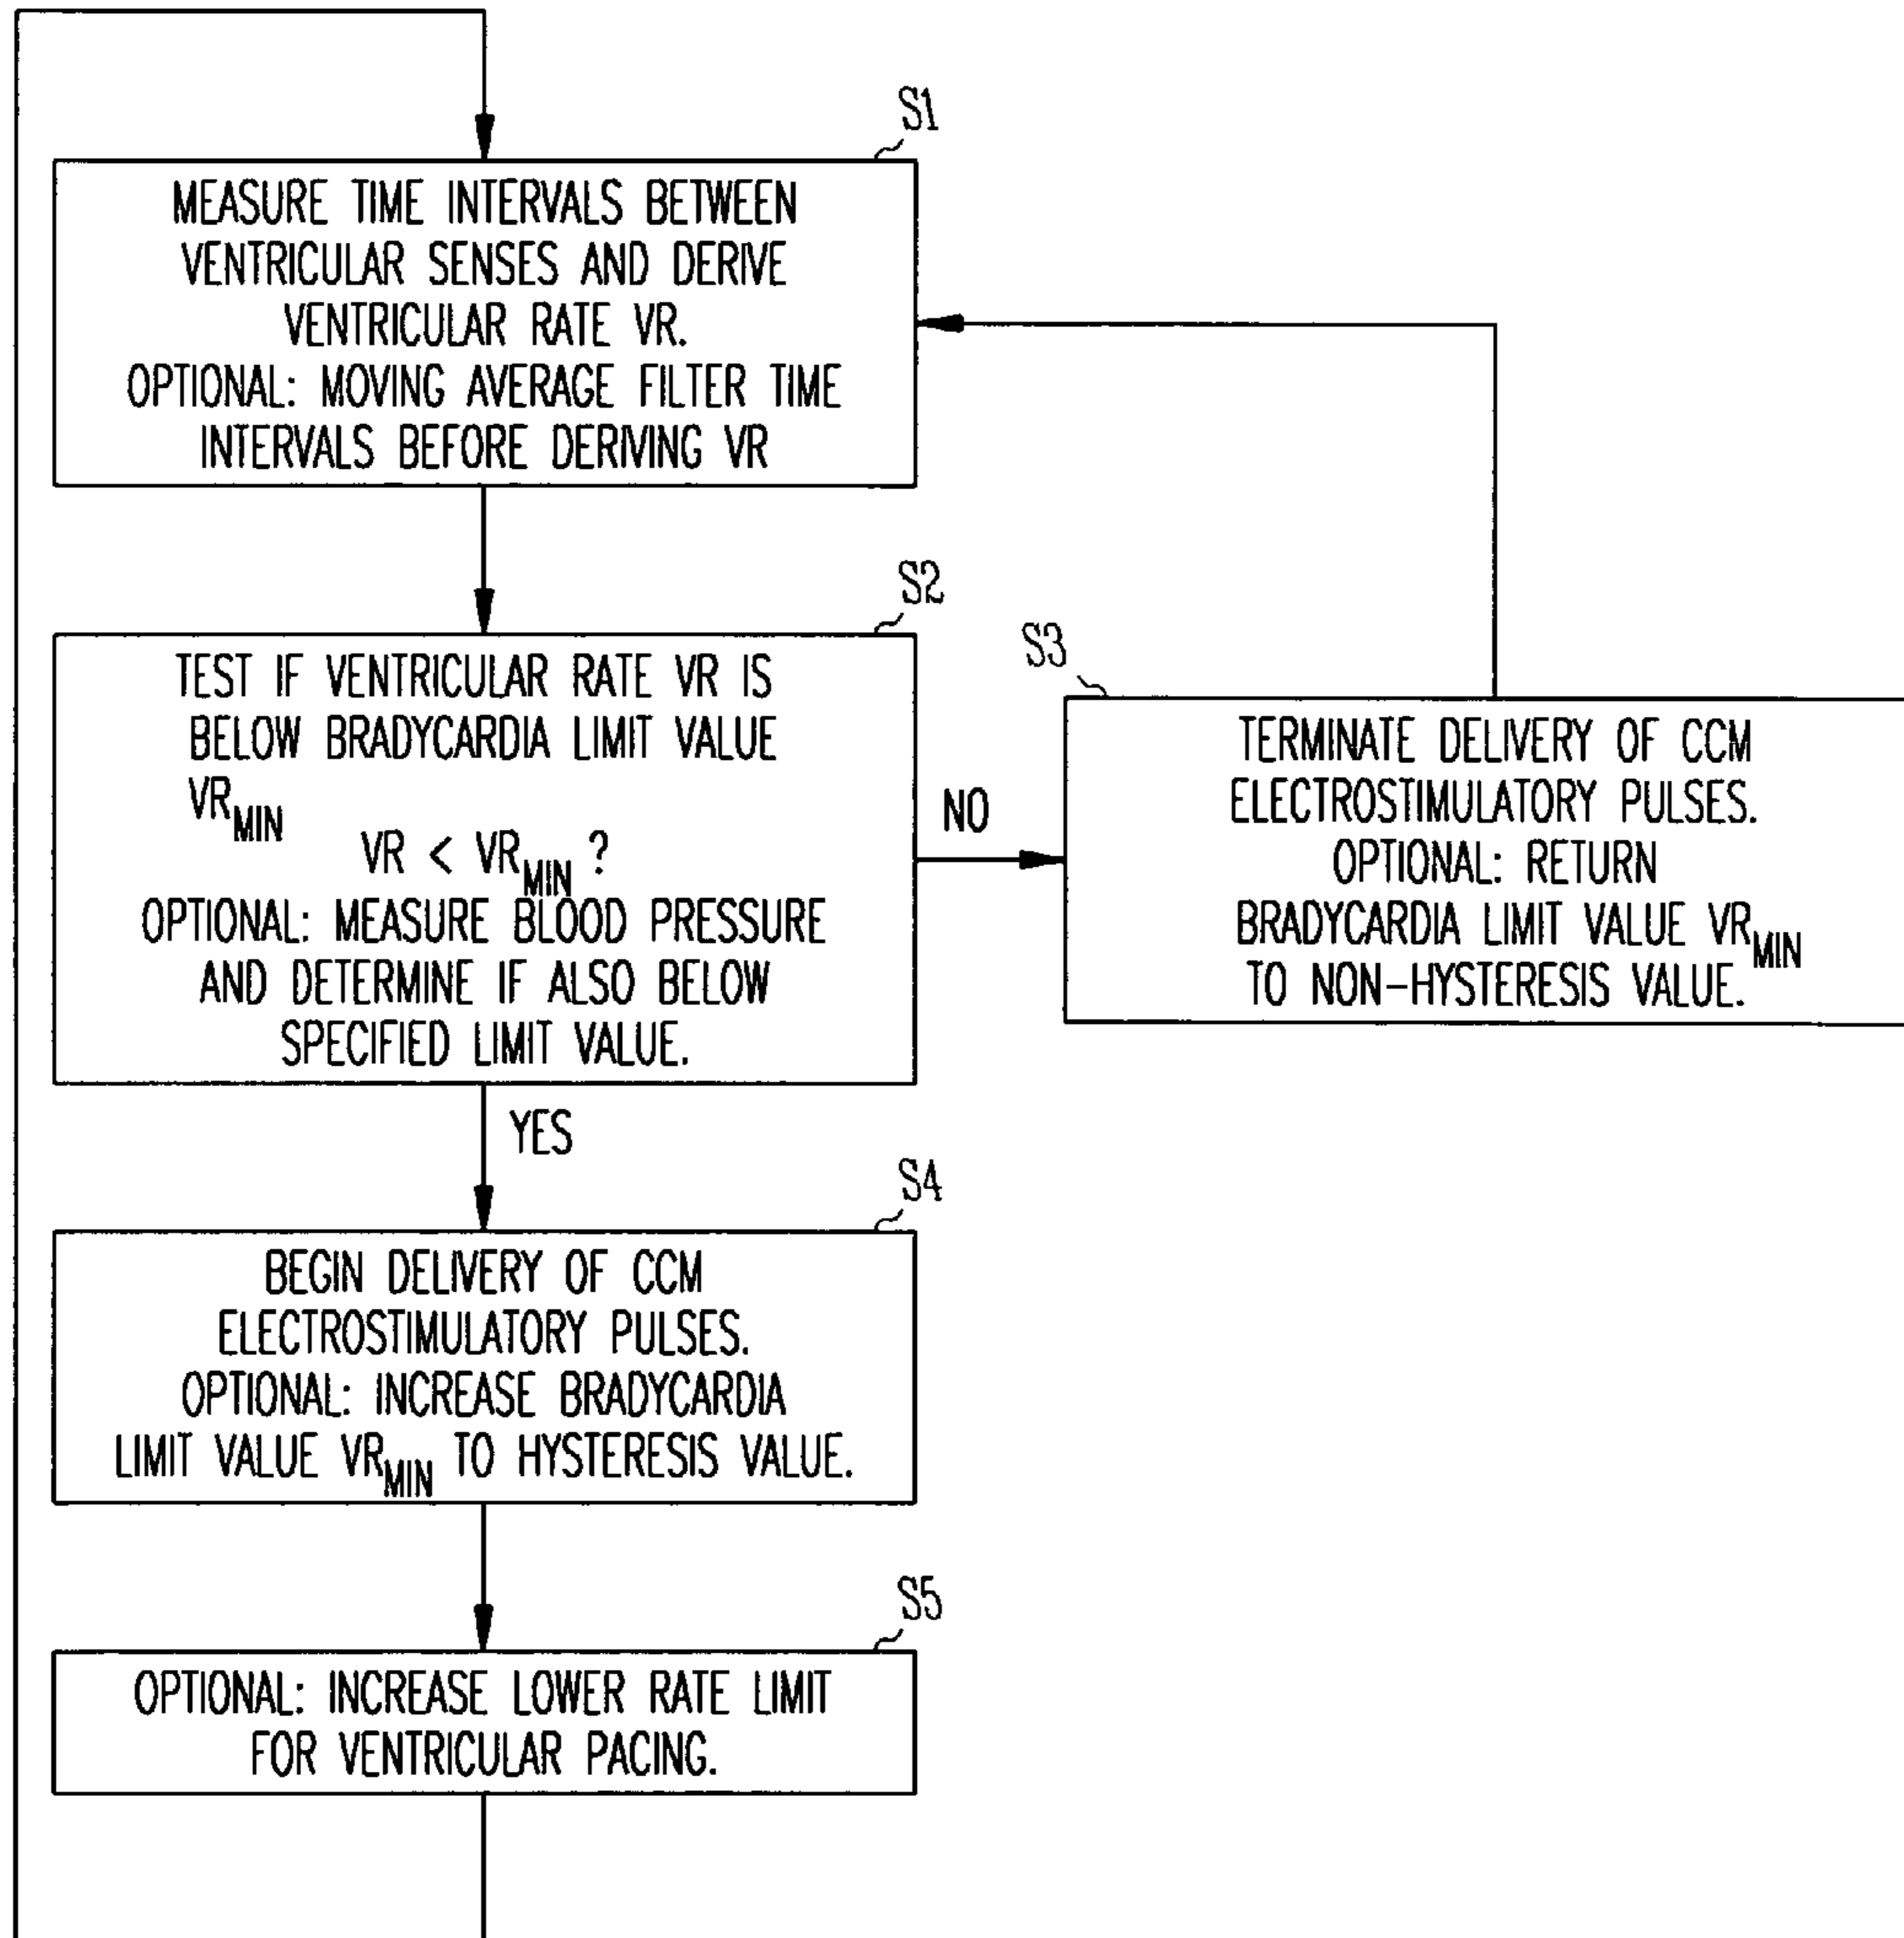 S1
MEASURE TIME INTERVALS BETWEEN
VENTRICULAR SENSES AND DERIVE
VENTRICULAR RATE VR.
OPTIONAL: MOVING AVERAGE FILTER TIME
INTERVALS BEFORE DERIVING VR
S2
TEST IF VENTRICULAR RATE VR IS
BELOW BRADYCARDIA LIMIT VALUE
VR_MIN
VR < VR_MIN ?
OPTIONAL: MEASURE BLOOD PRESSURE
AND DETERMINE IF ALSO BELOW
SPECIFIED LIMIT VALUE.
NO
S3
TERMINATE DELIVERY OF CCM
ELECTROSTIMULATORY PULSES.
OPTIONAL: RETURN
BRADYCARDIA LIMIT VALUE VR_MIN
TO NON-HYSTERESIS VALUE.
YES
S4
BEGIN DELIVERY OF CCM
ELECTROSTIMULATORY PULSES.
OPTIONAL: INCREASE BRADYCARDIA
LIMIT VALUE VR_MIN TO HYSTERESIS VALUE.
S5
OPTIONAL: INCREASE LOWER RATE LIMIT
FOR VENTRICULAR PACING.